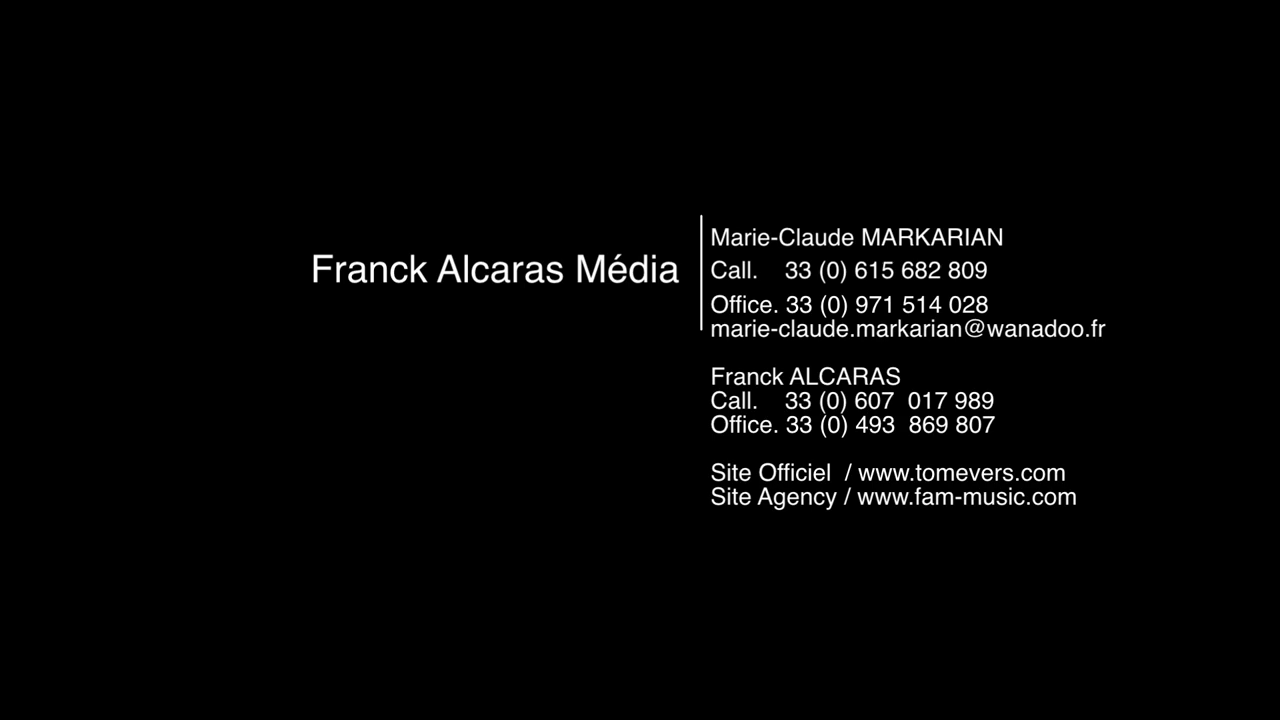 Franck Alcaras Média
Marie-Claude MARKARIAN
Call. 33 (0) 615 682 809
Office. 33 (0) 971 514 028
marie-claude.markarian@wanadoo.fr
Franck ALCARAS
Call. 33 (0) 607 017 989
Office. 33 (0) 493 869 807
Site Officiel / www.tomevers.com
Site Agency / www.fam-music.com